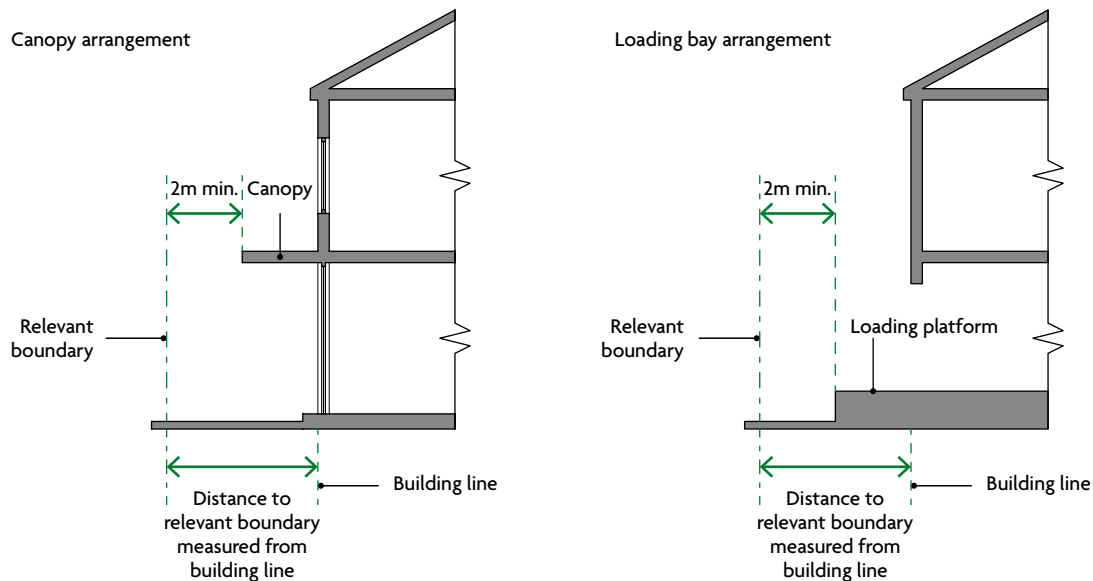 Canopy arrangement
2m min.
Canopy
Relevant
boundary
Building line
Distance to
relevant boundary
measured from
building line
Loading bay arrangement
2m min.
Relevant
boundary
Loading platform
Building line
Distance to
relevant boundary
measured from
building line